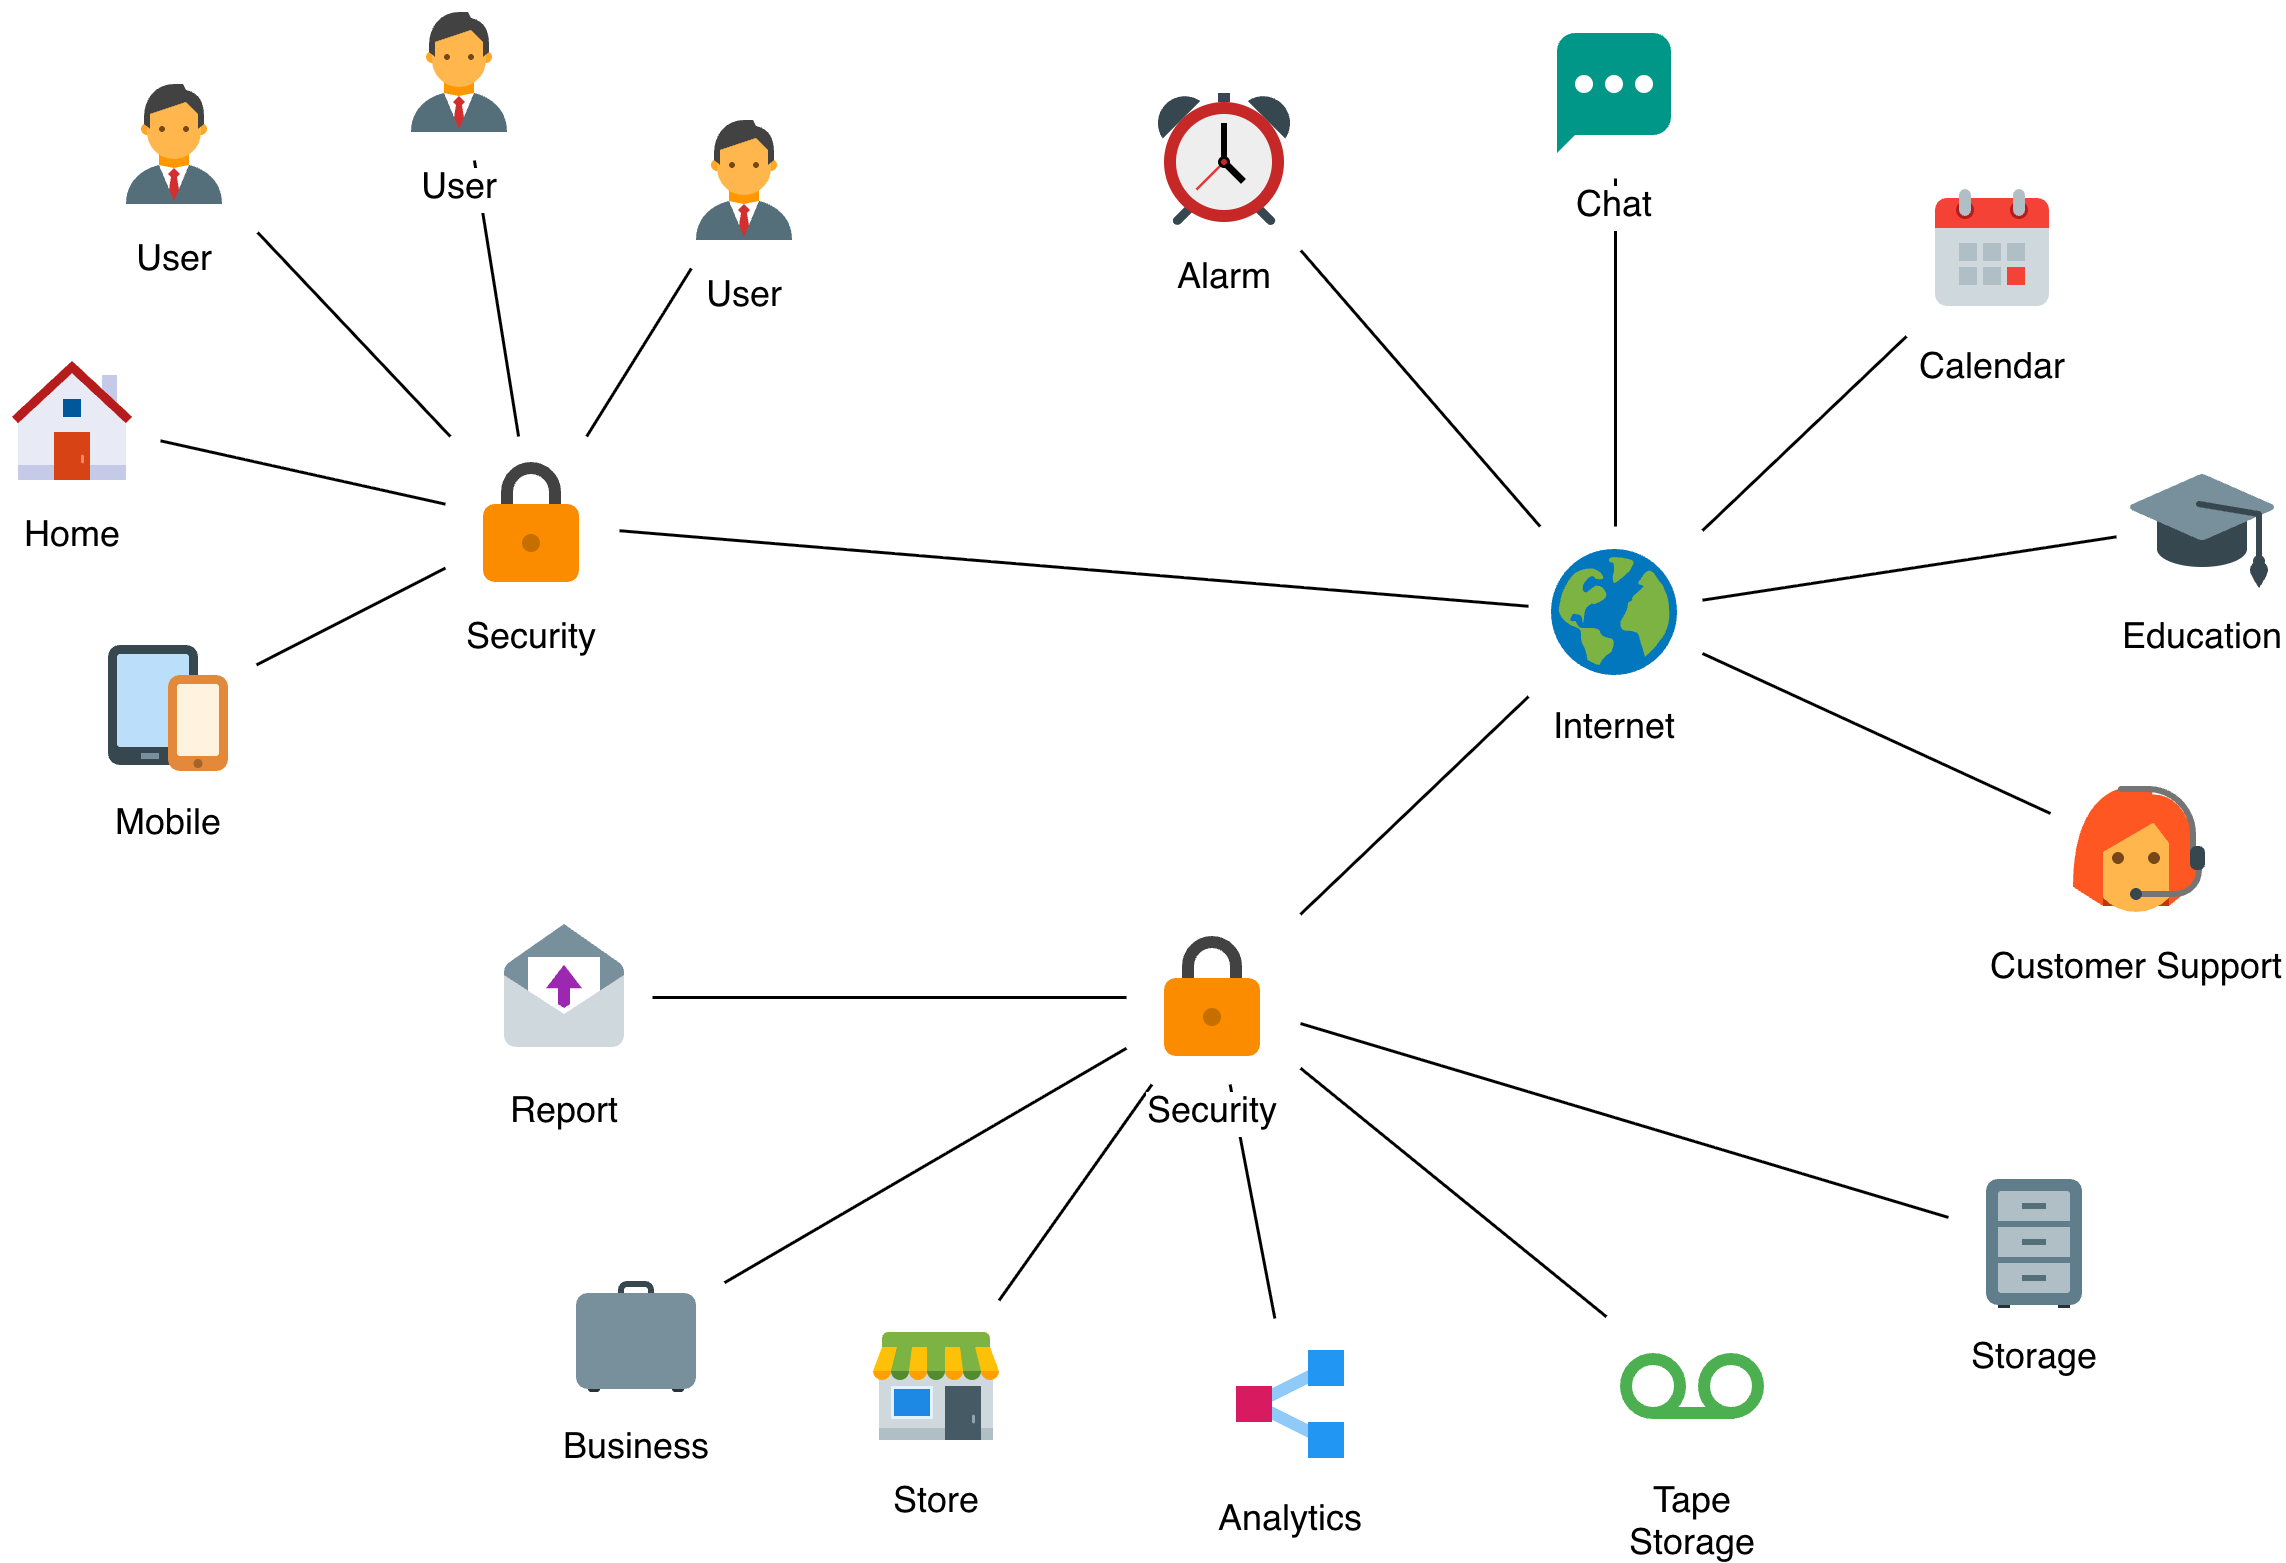 User
User
User
Alarm
Chat
Calendar
Home
Security
Education
Mobile
Internet
Customer Support
Report
Security
Storage
Business
Store
Analytics
Tape
Storage